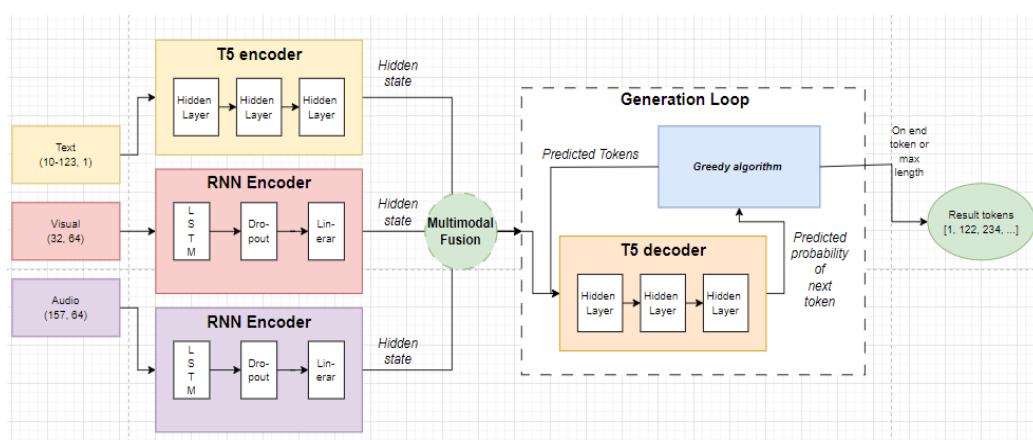 T5 encoder
Hidden
Layer
Hidden
Layer
Hidden
Layer
Hidden
state
Text
(10-123, 1)
RNN Encoder
L
S
T
M
Dro-
pout
Lin-
erar
Hidden
state
Visual
(32, 64)
Audio
(157, 64)
RNN Encoder
L
S
T
M
Dro-
pout
Lin-
erar
Hidden
state
Multimodal
Fusion
Generation Loop
Predicted Tokens
Greedy algorithm
T5 decoder
Hidden
Layer
Hidden
Layer
Hidden
Layer
Predicted
probability
of
next
token
On end
token or
max
length
Result tokens
[1, 122, 234, ...]